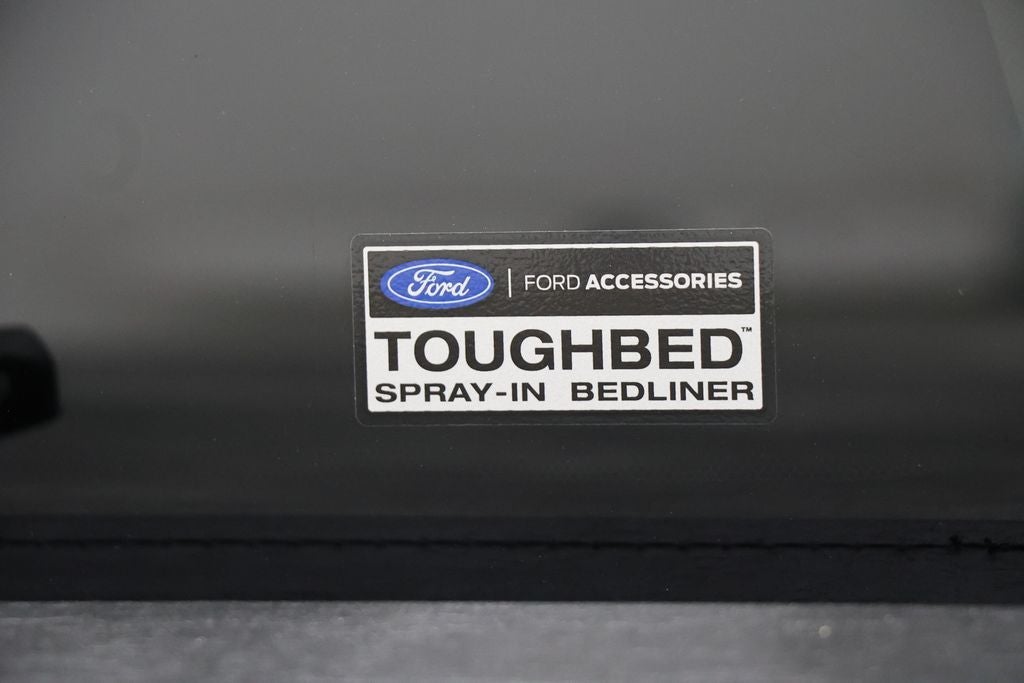 Ford | FORD ACCESSORIES
TOUGHBED™
SPRAY-IN BEDLINER